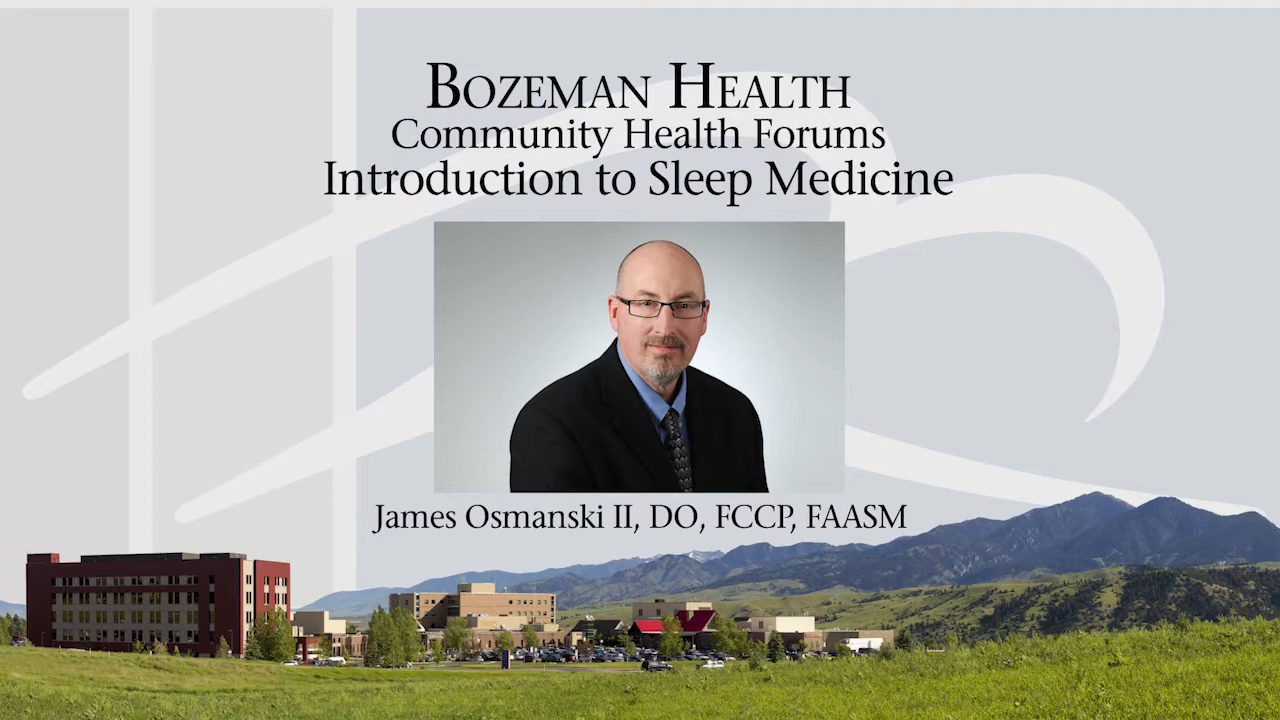 BOZEMAN HEALTH
Community Health Forums
Introduction to Sleep Medicine
James Osmanski II, DO, FCCP, FAASM